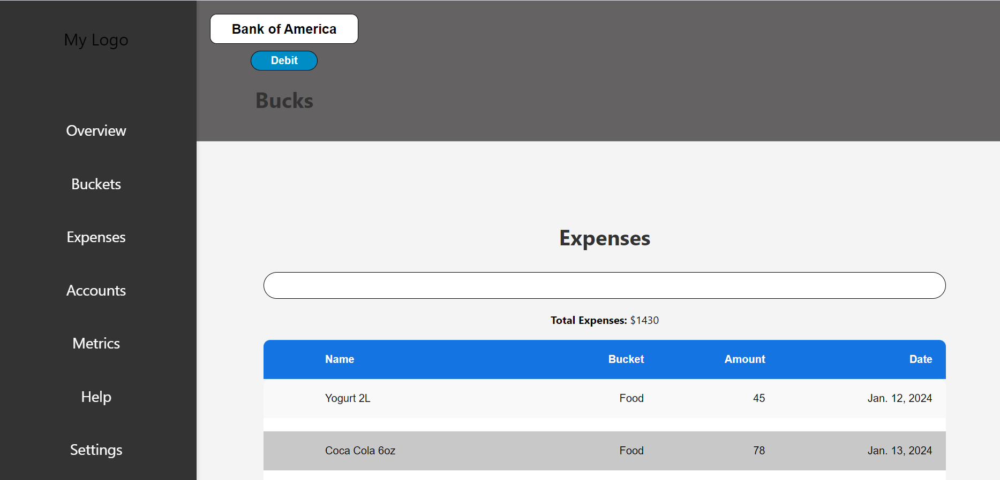 My Logo
Overview
Buckets
Expenses
Accounts
Metrics
Help
Settings
Bank of America
Debit
Bucks
Expenses
Total Expenses: $1430
Name Bucket Amount Date
Yogurt 2L Food 45 Jan. 12, 2024
Coca Cola 6oz Food 78 Jan. 13, 2024